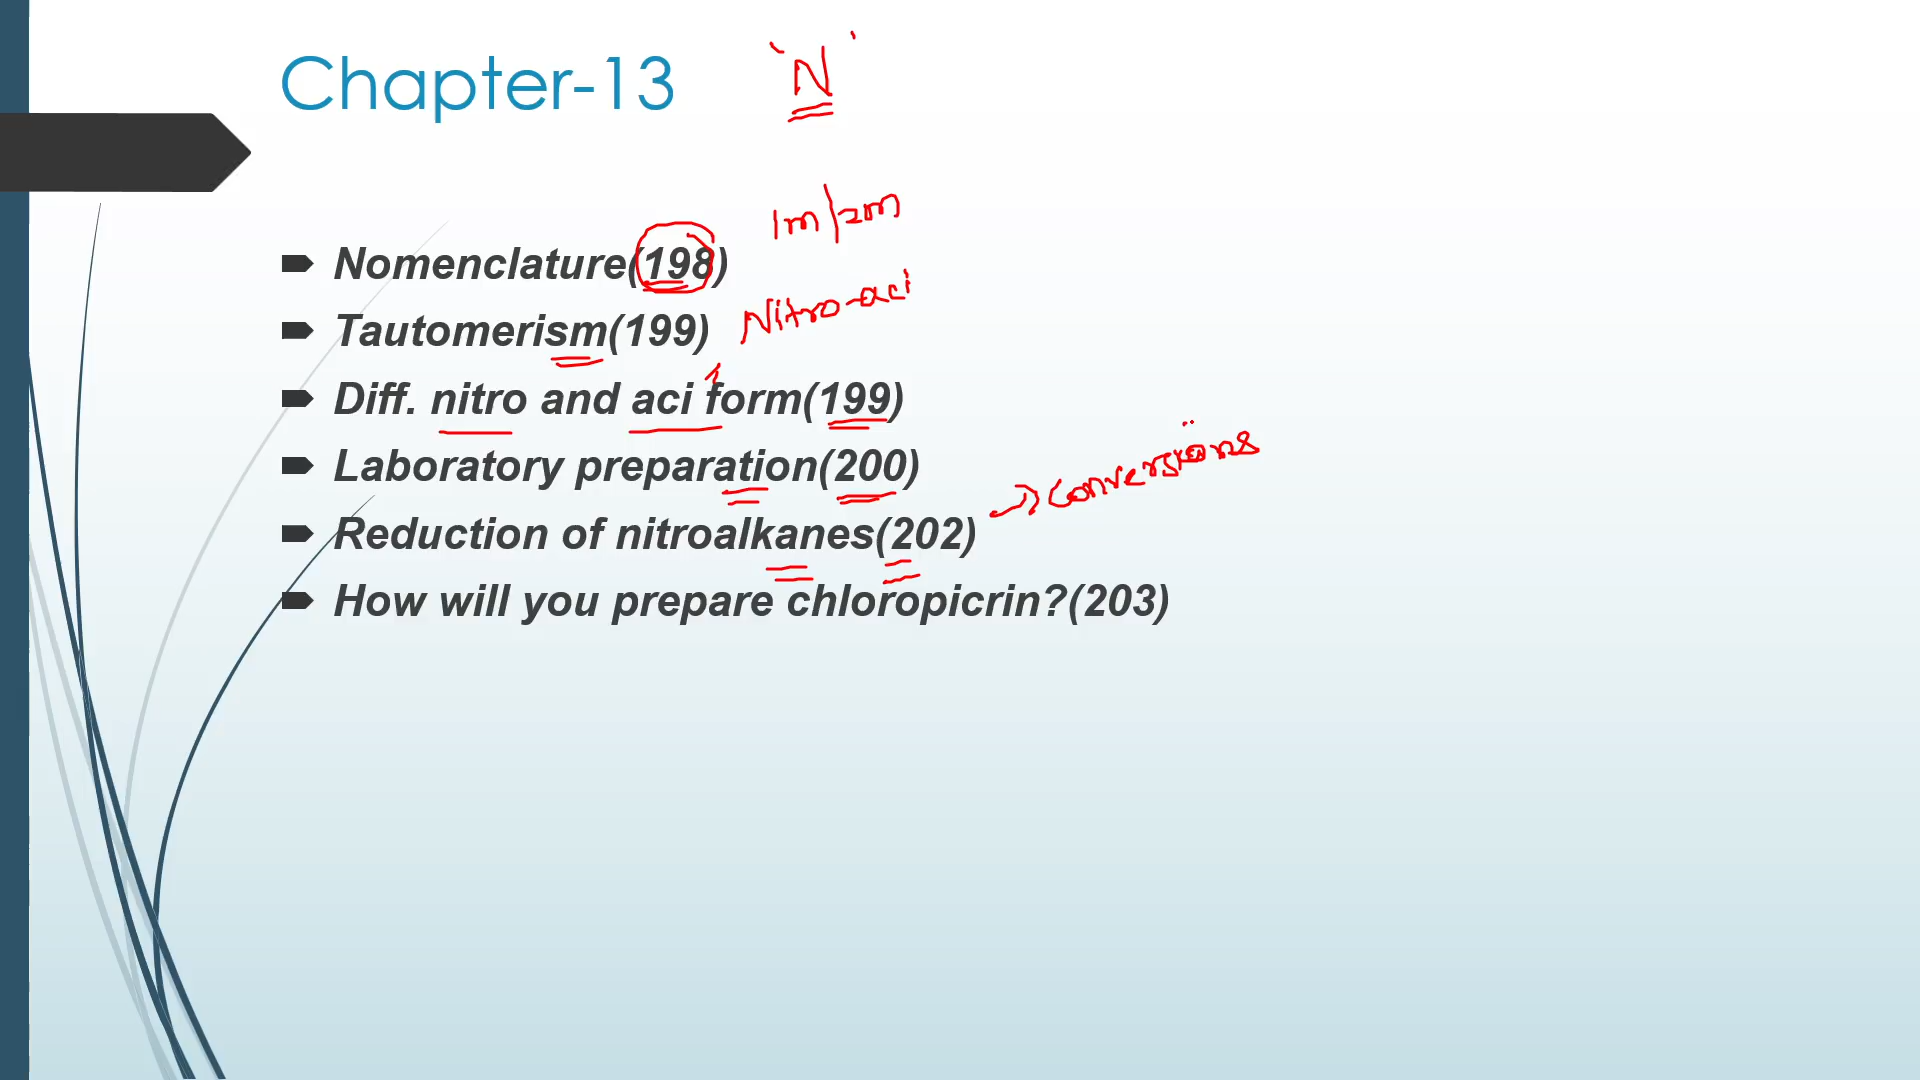 Chapter-13 'N'
1m/2m
Nomenclature(198)
Nitro-aci
Tautomerism(199)
Diff. nitro and aci form(199)
Laboratory preparation(200)
→ Conversions
Reduction of nitroalkanes(202)
How will you prepare chloropicrin?(203)